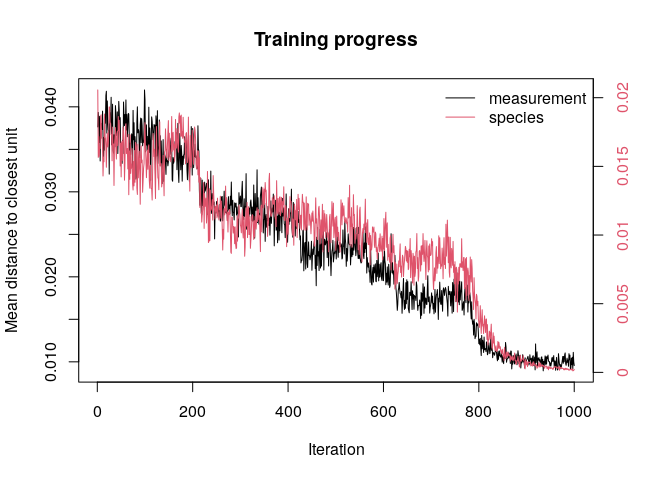 Training progress
measurement
species
Mean distance to closest unit
0.040
0.030
0.020
0.010
0.02
0.015
0.01
0.005
0
0 200 400 600 800 1000
Iteration